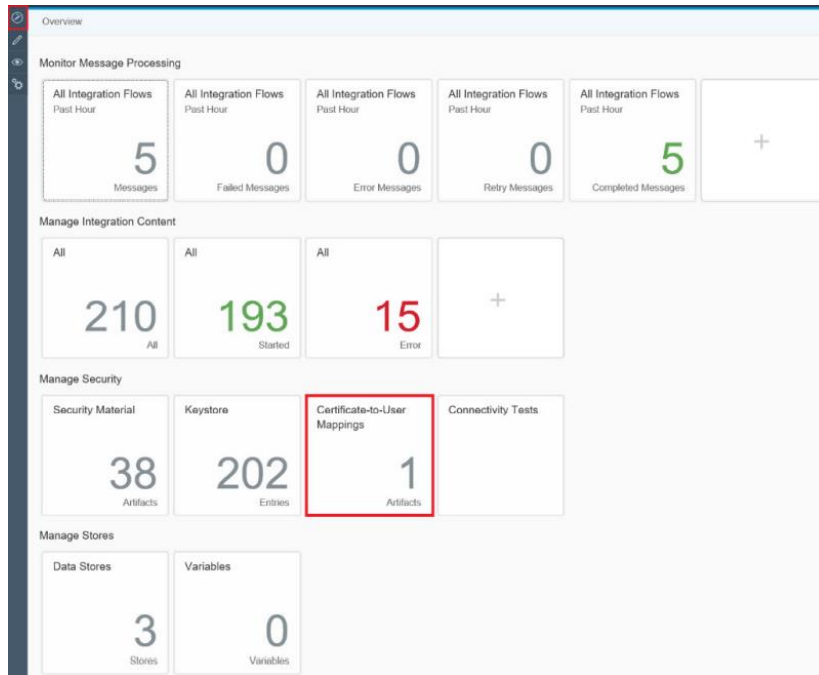 Overview
Monitor Message Processing
All Integration Flows
Past Hour
5
Messages
All Integration Flows
Past Hour
0
Failed Messages
All Integration Flows
Past Hour
0
Error Messages
All Integration Flows
Past Hour
0
Retry Messages
All Integration Flows
Past Hour
5
Completed Messages
+
Manage Integration Content
All
210
All
All
193
Started
All
15
Error
+
Manage Security
Security Material
38
Artifacts
Keystore
202
Entries
Certificate-to-User
Mappings
1
Artifacts
Connectivity Tests
Manage Stores
Data Stores
3
Stores
Variables
0
Variables